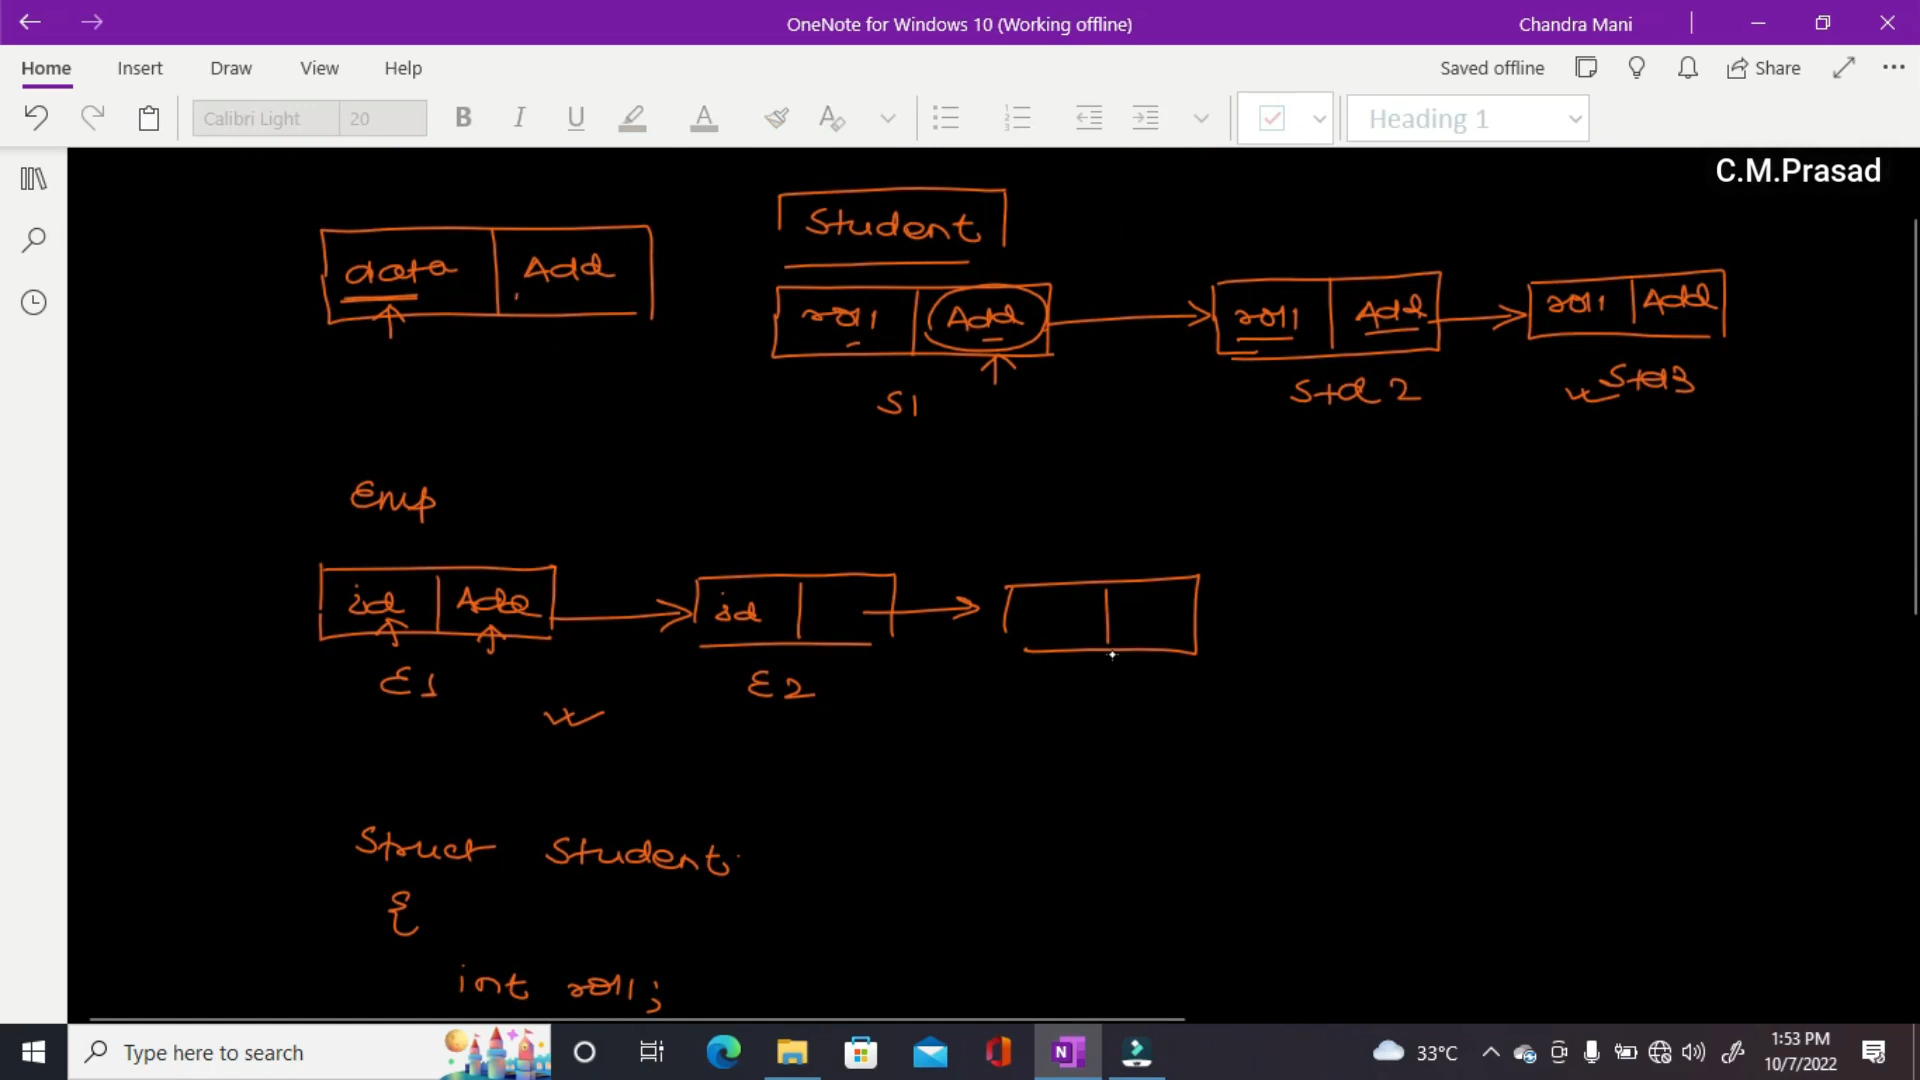 OneNote for Windows 10 (Working offline)
Chandra Mani
Home Insert Draw View Help
Saved offline
Share
Calibri Light 20
B I U A A
Heading 1
C.M.Prasad
Student
data Add
roll Add
roll Add
roll Add
S1
Std 2
Std3
Emp
id Add
id
E1
E2
Struct Student
{
int roll;
Type here to search
33°C
1:53 PM
10/7/2022